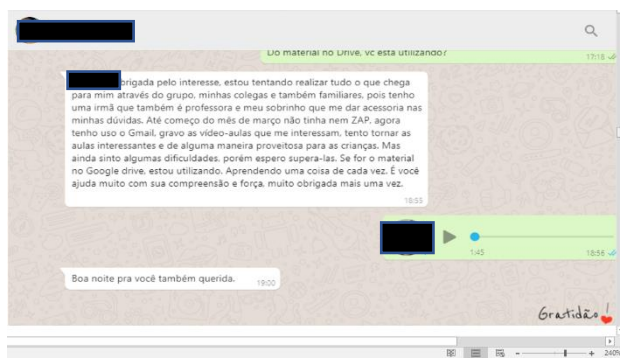 Do material no Drive, vc está utilizando?
17:18
brigada pelo interesse, estou tentando realizar tudo o que chega
para mim através do grupo, minhas colegas e também familiares, pois tenho
uma irmã que também é professora e meu sobrinho que me dar acessoria nas
minhas dúvidas. Até começo do mês de março não tinha nem ZAP, agora
tenho uso o Gmail, gravo as vídeo-aulas que me interessam, tento tornar as
aulas interessantes e de alguma maneira proveitosa para as crianças. Mas
ainda sinto algumas dificuldades, porém espero supera-las. Se for o material
no Google drive, estou utilizando. Aprendendo uma coisa de cada vez. É você
ajuda muito com sua compreensão e força, muito obrigada mais uma vez.
18:55
1:45
18:56
Boa noite pra você também querida.
19:00
Gratidão!
240%